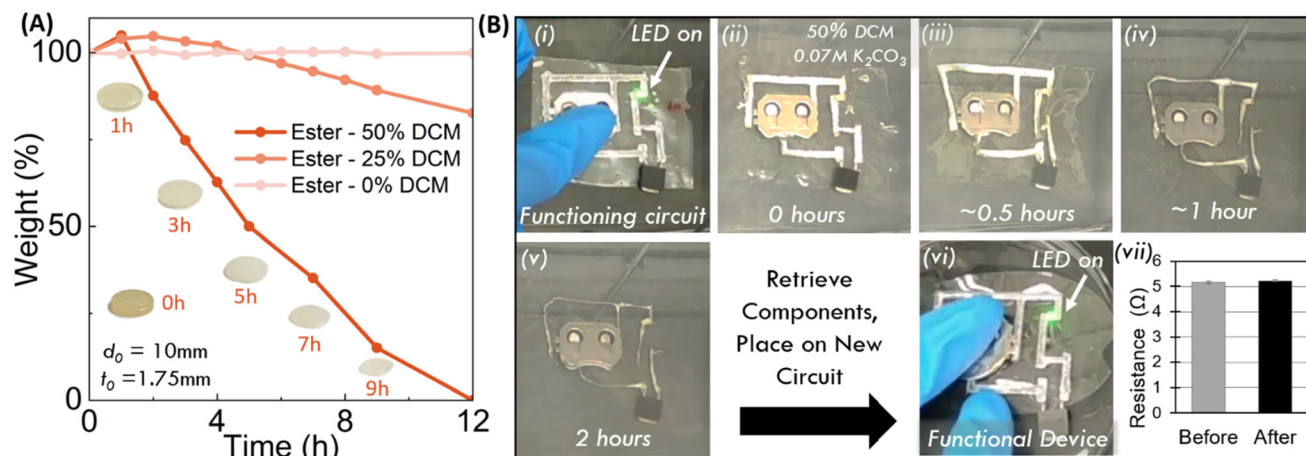 (A)
100
50
0
Weight (%)
0
4
8
12
Time (h)
Ester - 50% DCM
Ester - 25% DCM
Ester - 0% DCM
1h
3h
5h
0h
7h
9h
d₀ = 10mm
t₀ =1.75mm
(B)
(i)
LED on
Functioning circuit
(ii)
50% DCM
0.07M K₂CO₃
0 hours
(iii)
~0.5 hours
(iv)
~1 hour
(v)
2 hours
Retrieve
Components,
Place on New
Circuit
(vi)
LED on
Functional Device
(vii)
Resistance (Ω)
6
5
4
3
2
1
0
Before
After